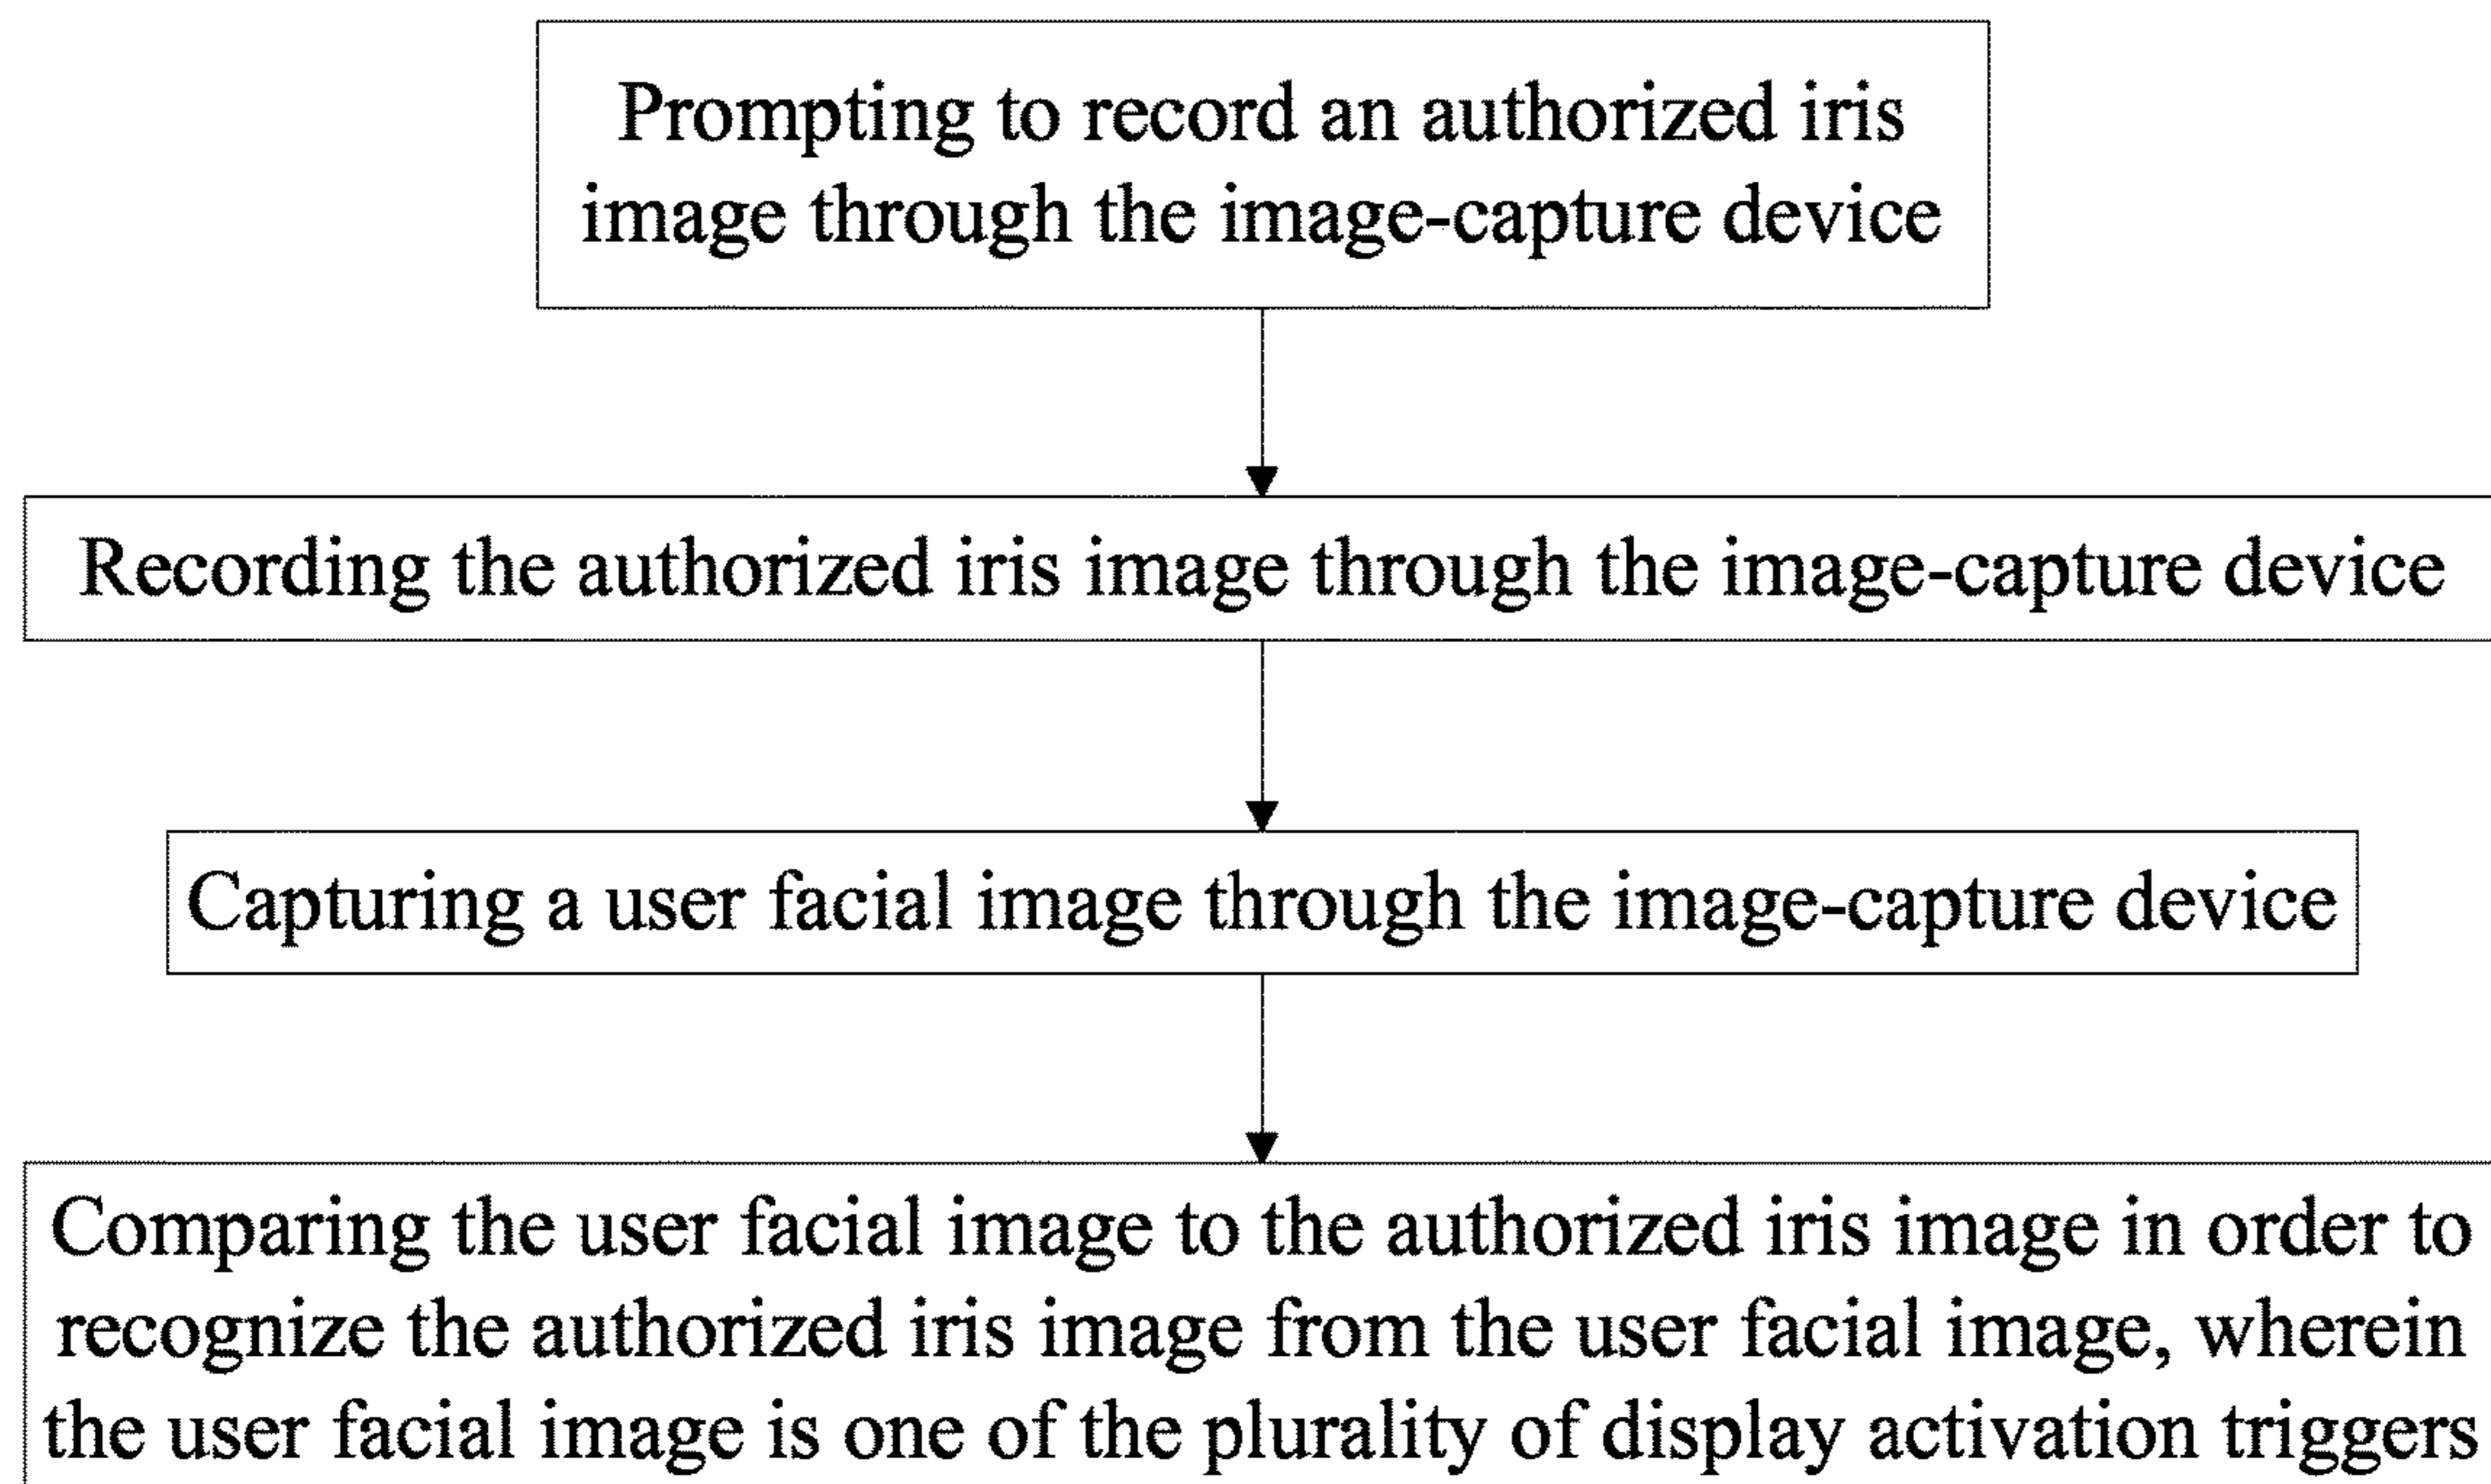 Prompting to record an authorized iris
image through the image-capture device
Recording the authorized iris image through the image-capture device
Capturing a user facial image through the image-capture device
Comparing the user facial image to the authorized iris image in order to
recognize the authorized iris image from the user facial image, wherein
the user facial image is one of the plurality of display activation triggers